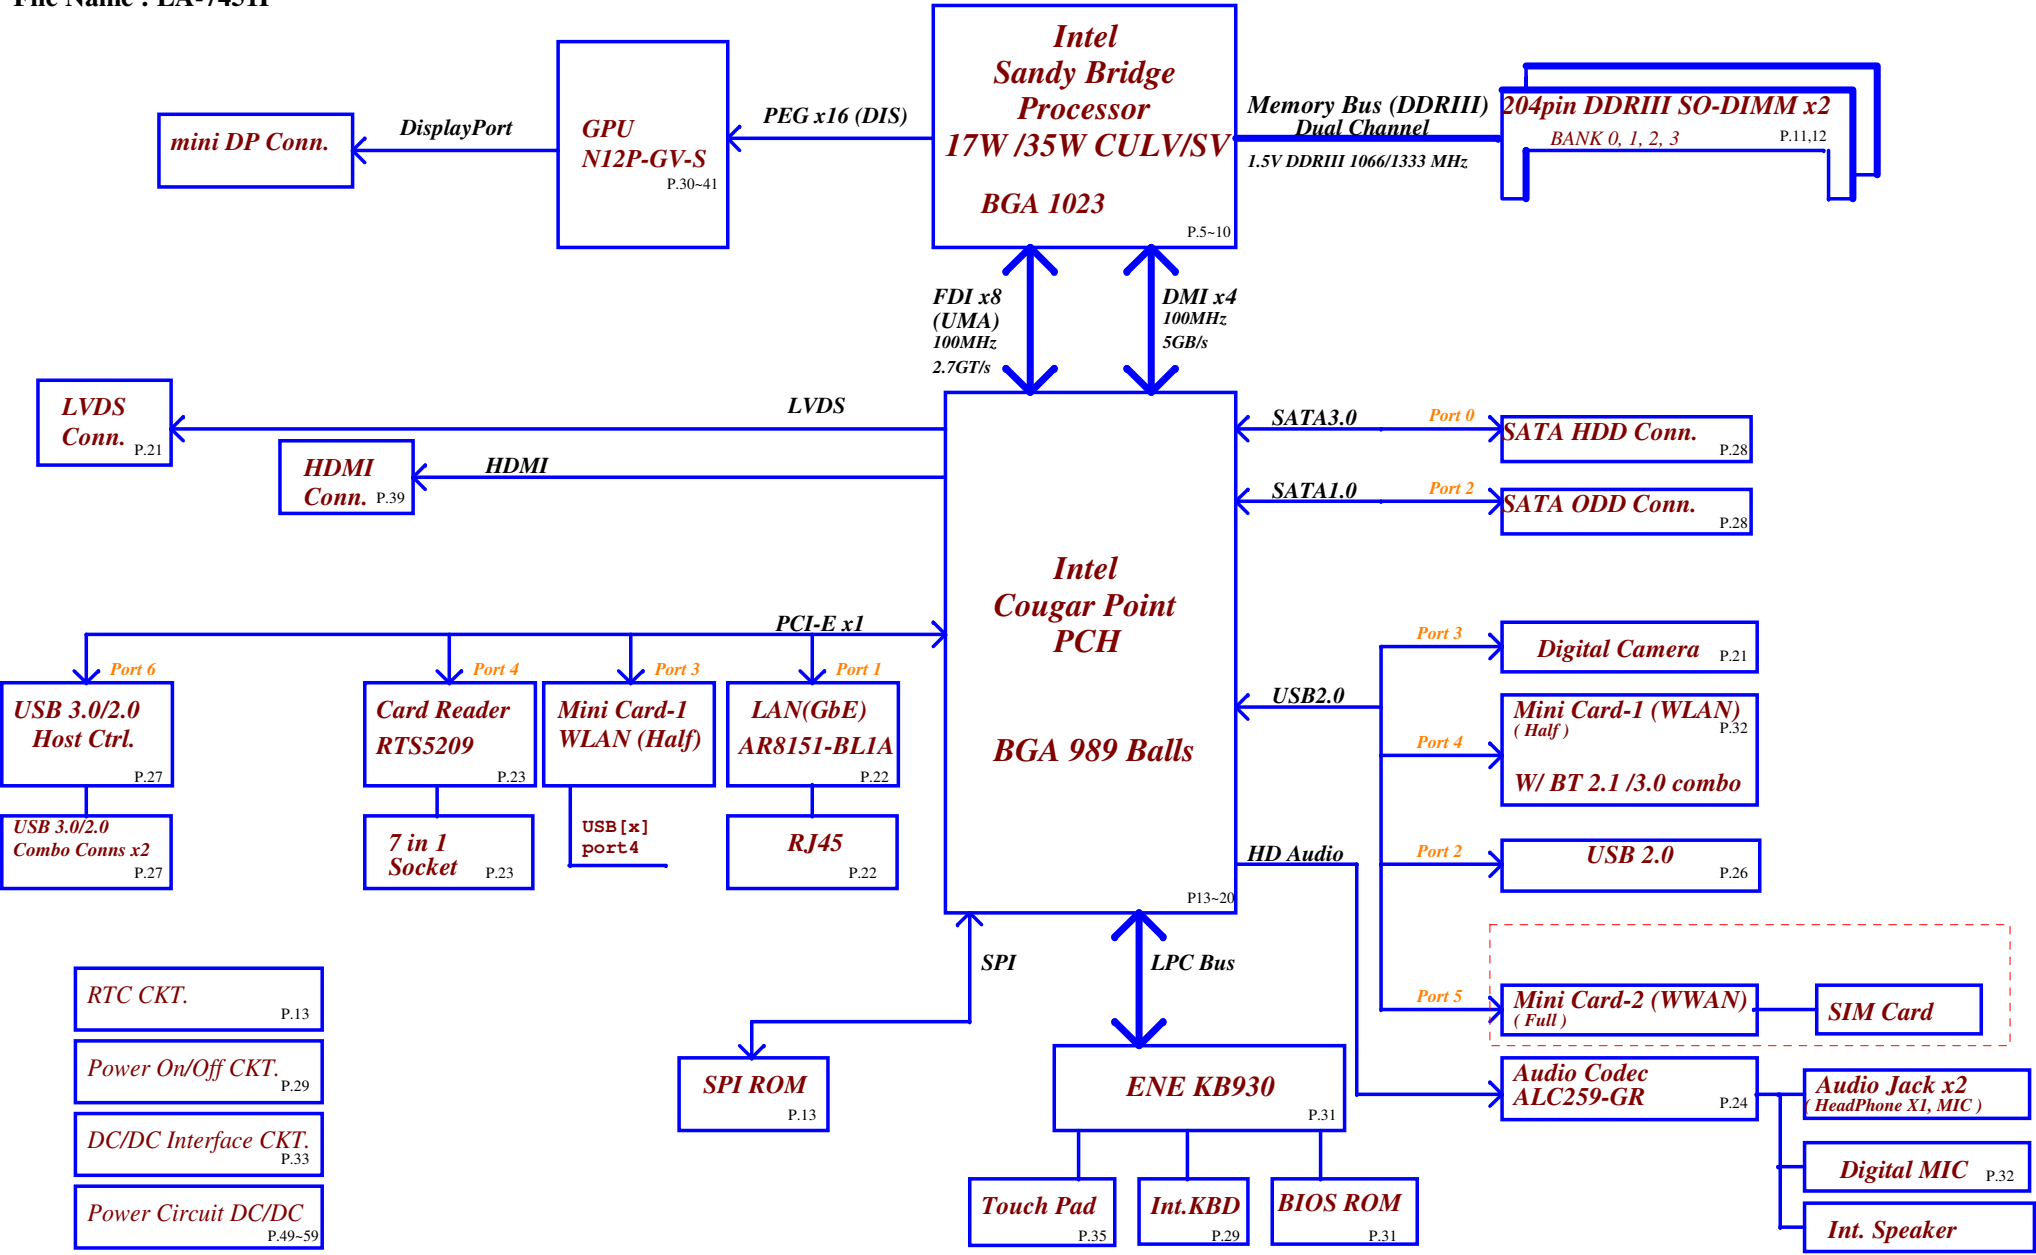 Intel
Sandy Bridge
Processor
17W /35W CULV/SV
BGA 1023
P.5~10
mini DP Conn.
DisplayPort
GPU
N12P-GV-S
P.30~41
PEG x16 (DIS)
Memory Bus (DDRIII)
Dual Channel
1.5V DDRIII 1066/1333 MHz
204pin DDRIII SO-DIMM x2
BANK 0, 1, 2, 3
P.11,12
FDI x8
(UMA)
100MHz
2.7GT/s
DMI x4
100MHz
5GB/s
LVDS
Conn.
P.21
LVDS
HDMI
Conn.
P.39
HDMI
SATA3.0
Port 0
SATA HDD Conn.
P.28
SATA1.0
Port 2
SATA ODD Conn.
P.28
Intel
Cougar Point
PCH
BGA 989 Balls
P13~20
PCI-E x1
Port 6
Port 4
Port 3
Port 1
USB 3.0/2.0
Host Ctrl.
P.27
Card Reader
RTS5209
P.23
Mini Card-1
WLAN (Half)
LAN(GbE)
AR8151-BL1A
P.22
USB 3.0/2.0
Combo Conns x2
P.27
7 in 1
Socket
P.23
USB[x]
port4
RJ45
P.22
USB2.0
Port 3
Digital Camera
P.21
Port 4
Mini Card-1 (WLAN)
( Half )
P.32
W/ BT 2.1 /3.0 combo
Port 2
USB 2.0
P.26
HD Audio
Port 5
Mini Card-2 (WWAN)
( Full )
SIM Card
SPI
LPC Bus
RTC CKT.
P.13
Power On/Off CKT.
P.29
DC/DC Interface CKT.
P.33
Power Circuit DC/DC
P.49~59
SPI ROM
P.13
ENE KB930
P.31
Touch Pad
P.35
Int.KBD
P.29
BIOS ROM
P.31
Audio Codec
ALC259-GR
P.24
Audio Jack x2
( HeadPhone X1, MIC )
Digital MIC
P.32
Int. Speaker